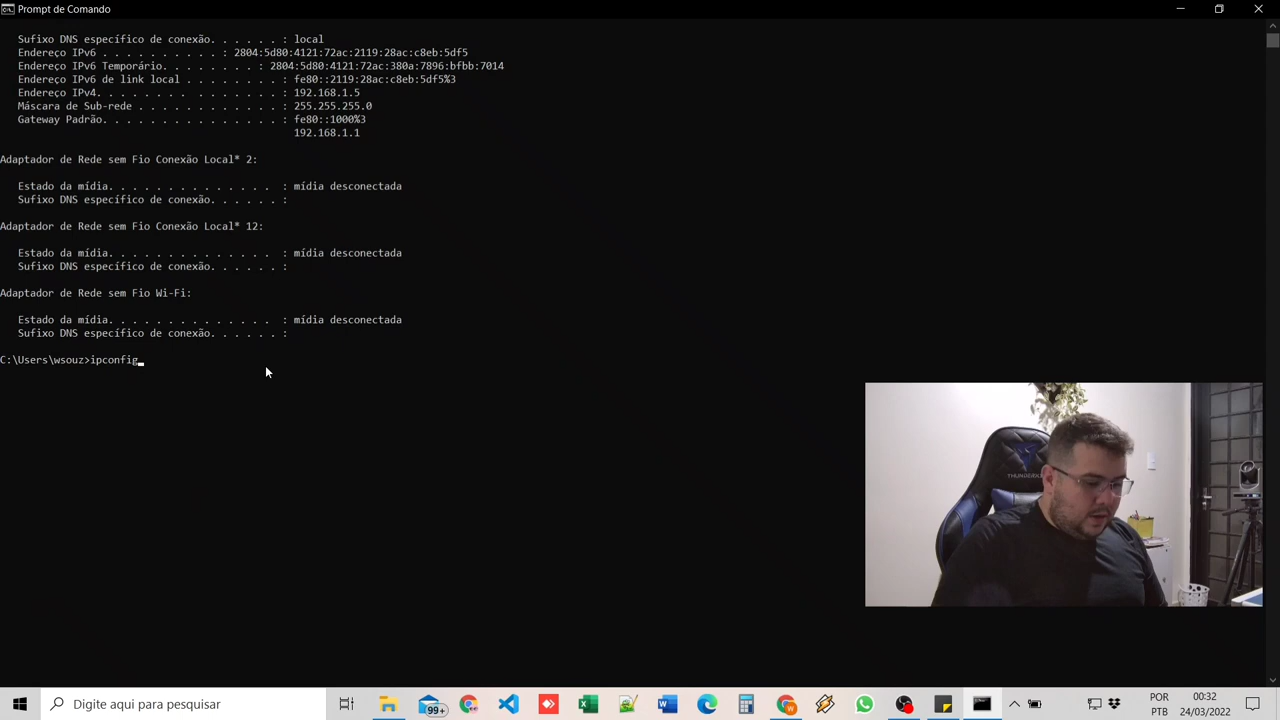 Prompt de Comando
Sufixo DNS específico de conexão. . . . . . : local
Endereço IPv6 . . . . . . . . . . : 2804:5d80:4121:72ac:2119:28ac:c8eb:5df5
Endereço IPv6 Temporário. . . . . . . . : 2804:5d80:4121:72ac:380a:7896:bfbb:7014
Endereço IPv6 de link local . . . . . . . . : fe80::2119:28ac:c8eb:5df5%3
Endereço IPv4. . . . . . . . . . . . . . . : 192.168.1.5
Máscara de Sub-rede . . . . . . . . . . . . : 255.255.255.0
Gateway Padrão. . . . . . . . . . . . . . . : fe80::1000%3
192.168.1.1
Adaptador de Rede sem Fio Conexão Local* 2:
Estado da mídia. . . . . . . . . . . . . . : mídia desconectada
Sufixo DNS específico de conexão. . . . . . :
Adaptador de Rede sem Fio Conexão Local* 12:
Estado da mídia. . . . . . . . . . . . . . : mídia desconectada
Sufixo DNS específico de conexão. . . . . . :
Adaptador de Rede sem Fio Wi-Fi:
Estado da mídia. . . . . . . . . . . . . . : mídia desconectada
Sufixo DNS específico de conexão. . . . . . :
C:\Users\wsouz>ipconfig_
Digite aqui para pesquisar
99+
POR
PTB
00:32
24/03/2022